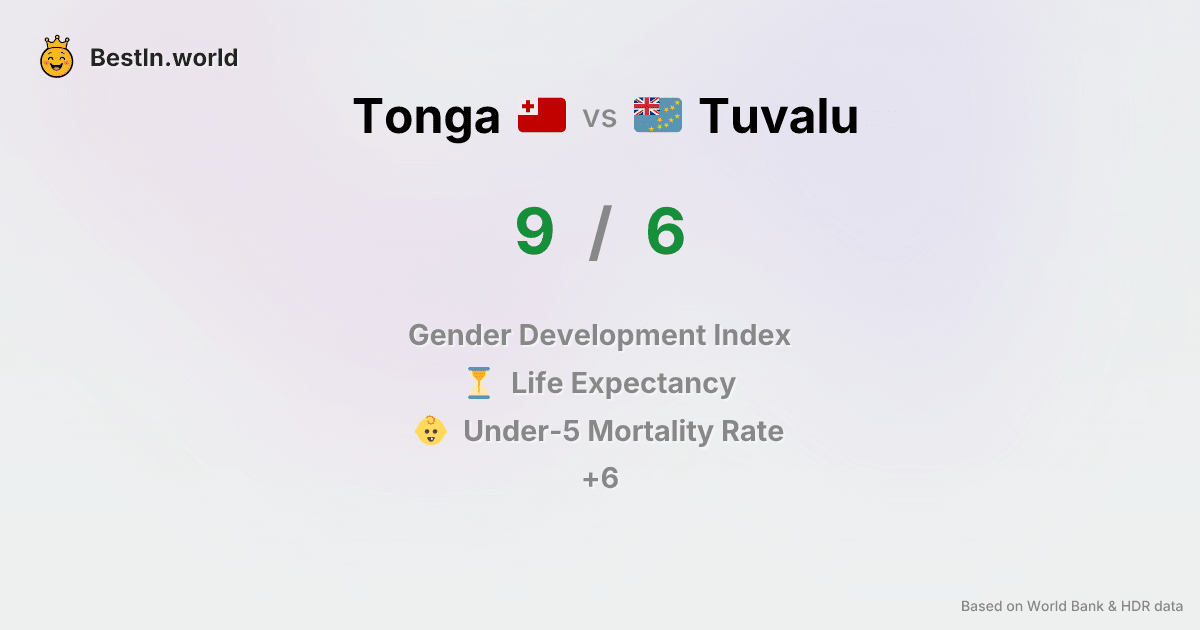 BestIn.world
Tonga vs Tuvalu
9 / 6
Gender Development Index
Life Expectancy
Under-5 Mortality Rate
+6
Based on World Bank & HDR data